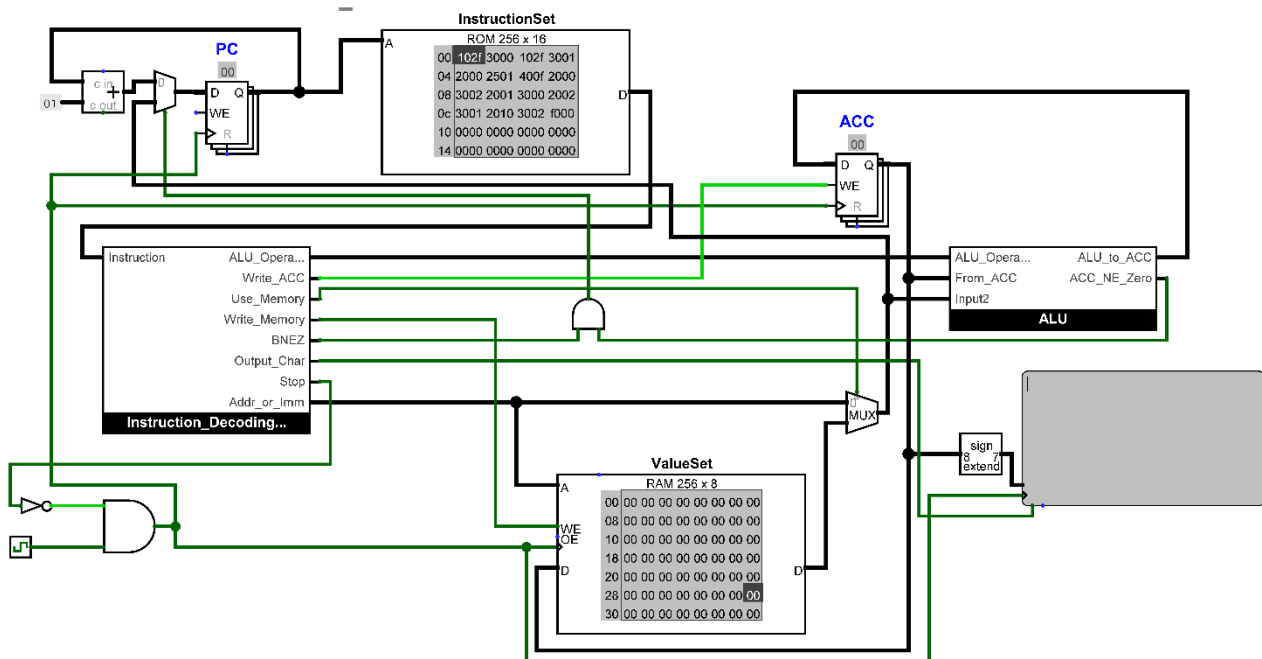 InstructionSet
ROM 256 x 16
PC
00
A
00 102f 3000 102f 3001
04 2000 2501 400f 2000
08 3002 2001 3000 2002
0c 3001 2010 3002 f000
10 0000 0000 0000 0000
14 0000 0000 0000 0000
D
c in
+
c out
01
0
D Q
WE
R
ACC
00
D Q
WE
R
Instruction
ALU_Opera...
Write_ACC
Use_Memory
Write_Memory
BNEZ
Output_Char
Stop
Addr_or_Imm
Instruction_Decoding...
ALU_Opera...
ALU_to_ACC
From_ACC
ACC_NE_Zero
Input2
ALU
0
MUX
sign
8 7
extend
ValueSet
RAM 256 x 8
A
WE
OE
D
00 00 00 00 00 00 00 00 00
08 00 00 00 00 00 00 00 00
10 00 00 00 00 00 00 00 00
18 00 00 00 00 00 00 00 00
20 00 00 00 00 00 00 00 00
28 00 00 00 00 00 00 00 00
30 00 00 00 00 00 00 00 00
D